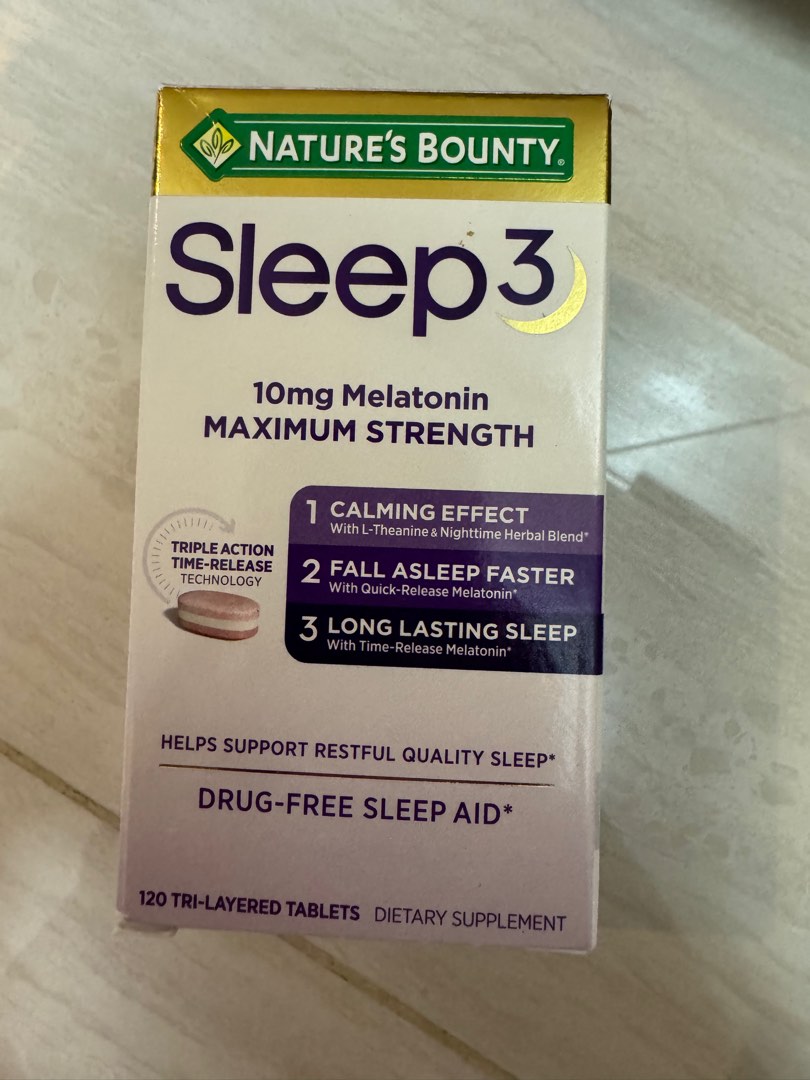 NATURE'S BOUNTY®
Sleep3
10mg Melatonin
MAXIMUM STRENGTH
TRIPLE ACTION
TIME-RELEASE
TECHNOLOGY
1 CALMING EFFECT
With L-Theanine & Nighttime Herbal Blend*
2 FALL ASLEEP FASTER
With Quick-Release Melatonin*
3 LONG LASTING SLEEP
With Time-Release Melatonin*
HELPS SUPPORT RESTFUL QUALITY SLEEP*
DRUG-FREE SLEEP AID*
120 TRI-LAYERED TABLETS DIETARY SUPPLEMENT